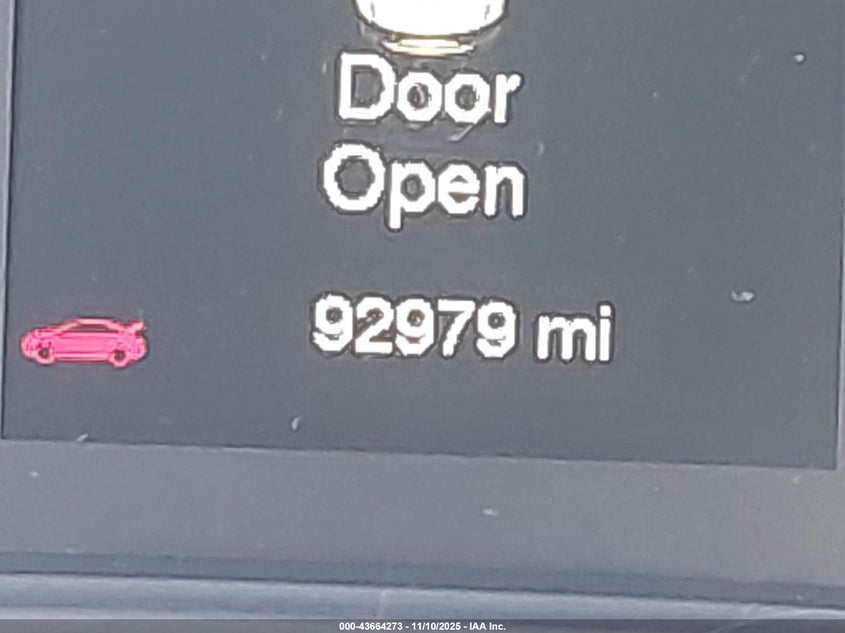 Door
Open
92979 mi
000-43664273 - 11/10/2025 - IAA Inc.